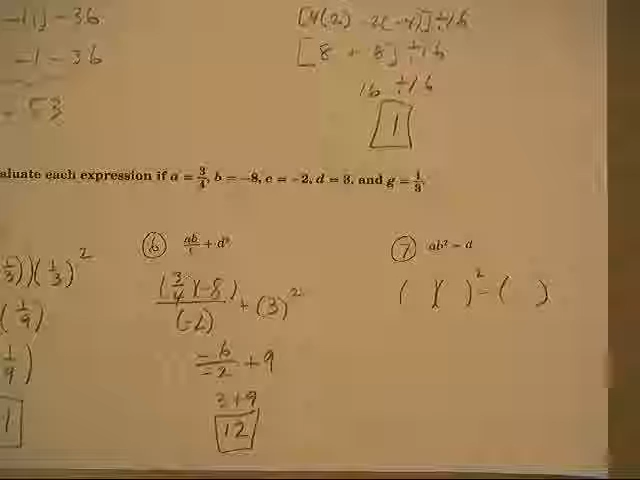 - 36
-1 - 36
= 53
[4(2) - 2(-4)] ÷ 16
[8 + 8] ÷ 16
16 ÷ 16
1
aluate each expression if a = 3/4, b = -8, c = -2, d = 3, and g = 1/3
1/3))(1/3)²
(1/9)
1/9)
1
6 ab/c + d²
(3/4)(-8)/(-2) + (3)²
-6/-2 + 9
3+9
12
7 ab² - d
( )( )² - ( )